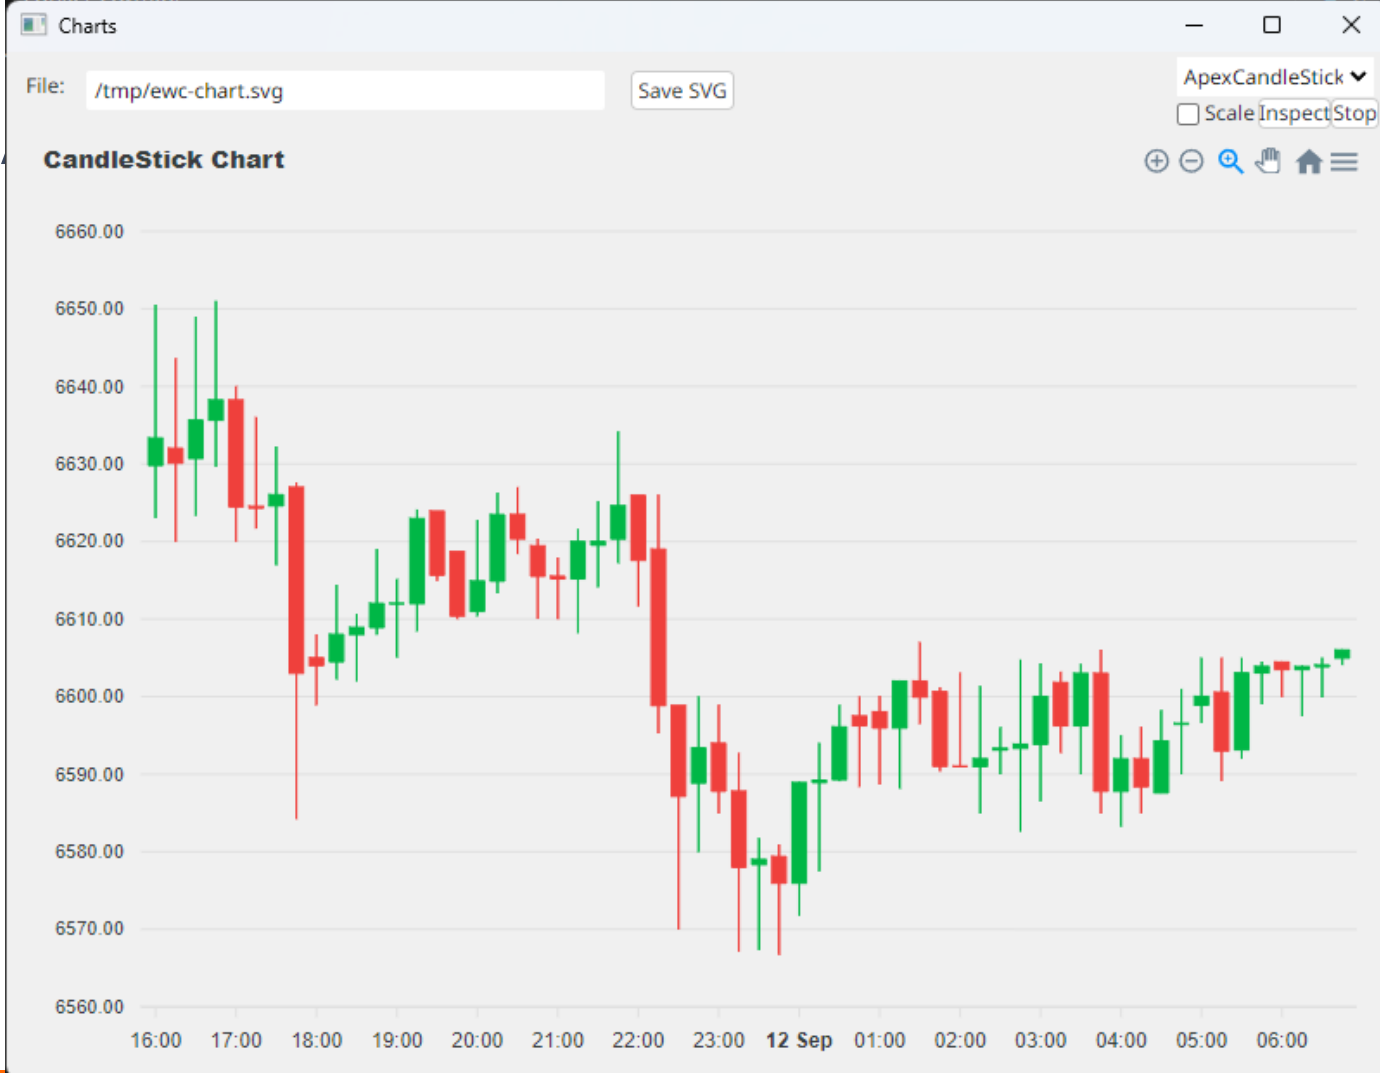 Charts
File:
/tmp/ewc-chart.svg
Save SVG
ApexCandleStick
Scale Inspect Stop
CandleStick Chart
6660.00
6650.00
6640.00
6630.00
6620.00
6610.00
6600.00
6590.00
6580.00
6570.00
6560.00
16:00 17:00 18:00 19:00 20:00 21:00 22:00 23:00 12 Sep 01:00 02:00 03:00 04:00 05:00 06:00